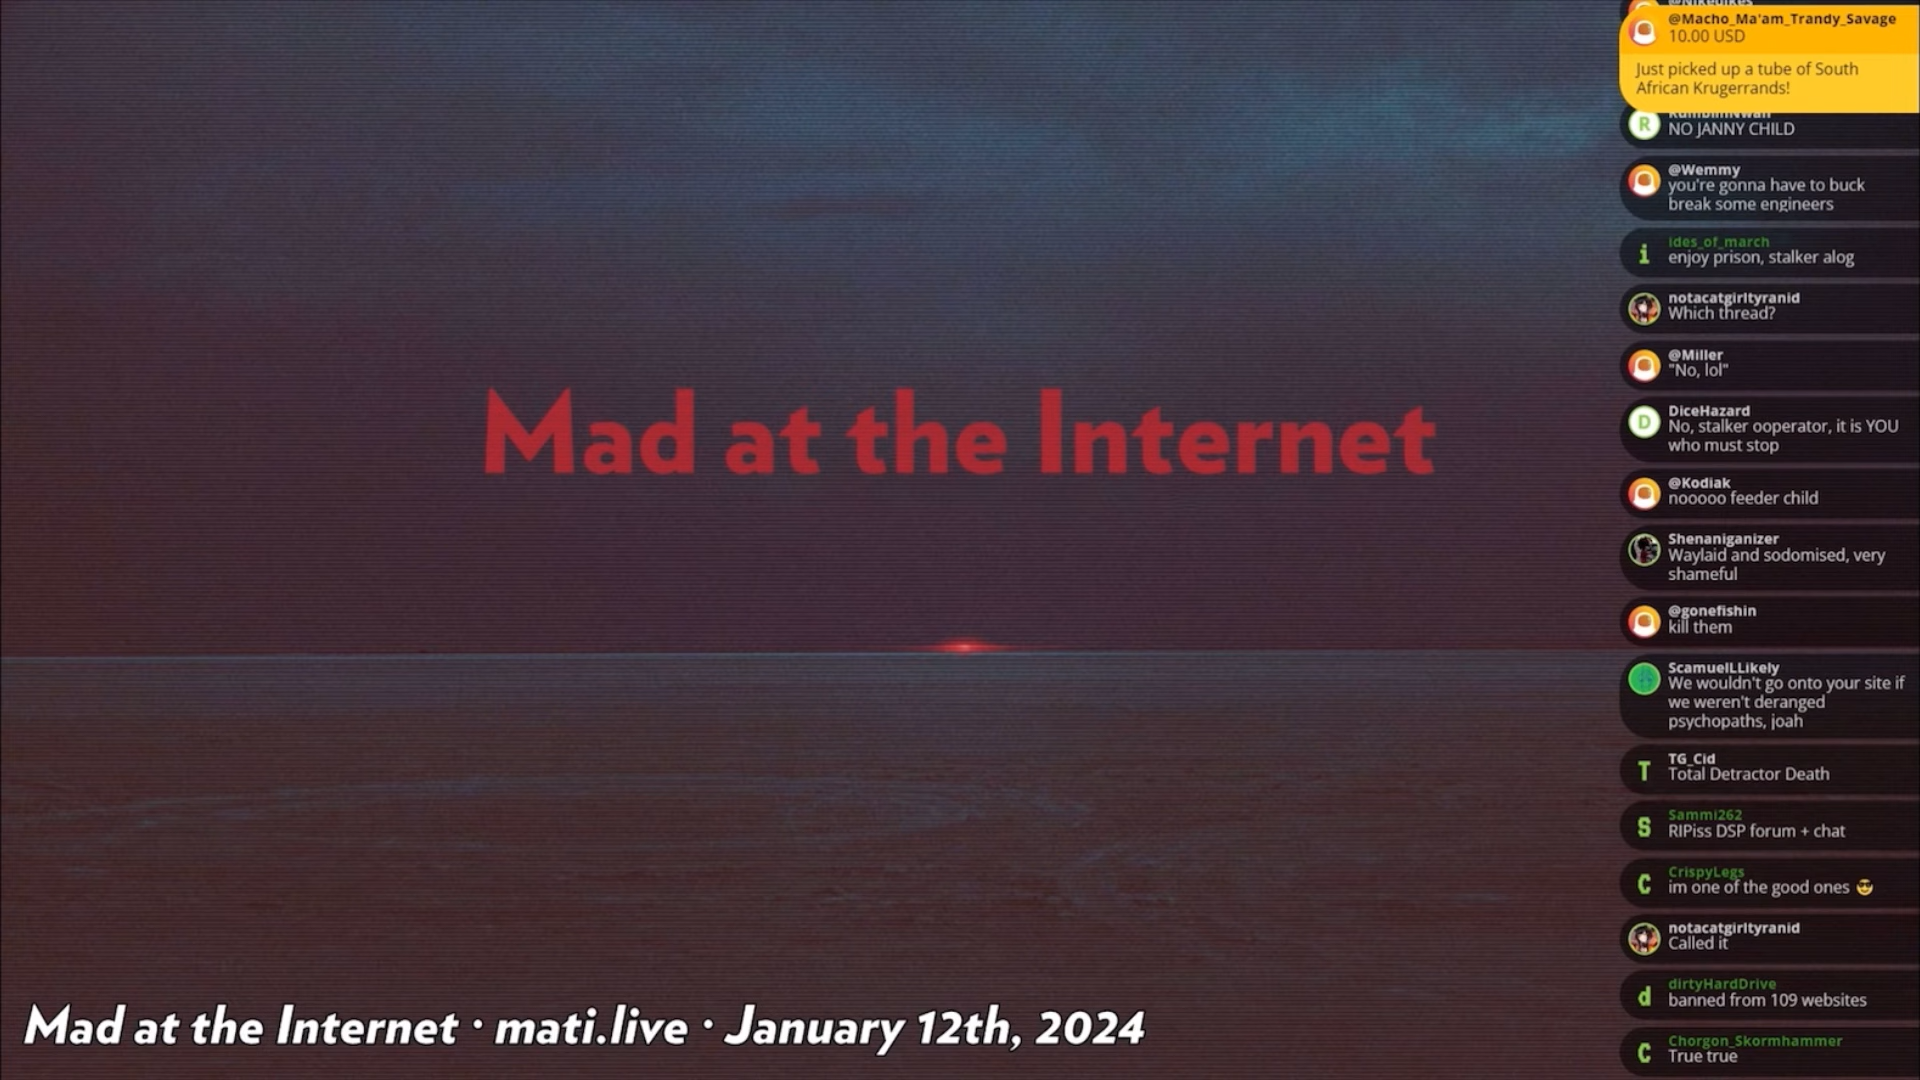 @Macho_Ma'am_Trandy_Savage
10.00 USD
Just picked up a tube of South
African Krugerrands!
NO JANNY CHILD
@Wemmy
you're gonna have to buck
break some engineers
ides_of_march
enjoy prison, stalker alog
notacatgirltyranid
Which thread?
@Miller
"No, lol"
DiceHazard
No, stalker ooperator, it is YOU
who must stop
@Kodiak
nooooo feeder child
Shenaniganizer
Waylaid and sodomised, very
shameful
@gonefishin
kill them
ScamuelLLikely
We wouldn't go onto your site if
we weren't deranged
psychopaths, joah
TG_Cid
Total Detractor Death
Sammi262
RIPiss DSP forum + chat
CrispyLegs
im one of the good ones 😎
notacatgirltyranid
Called it
dirtyHardDrive
banned from 109 websites
Chorgon_Skormhammer
True true
Mad at the Internet
Mad at the Internet · mati.live · January 12th, 2024